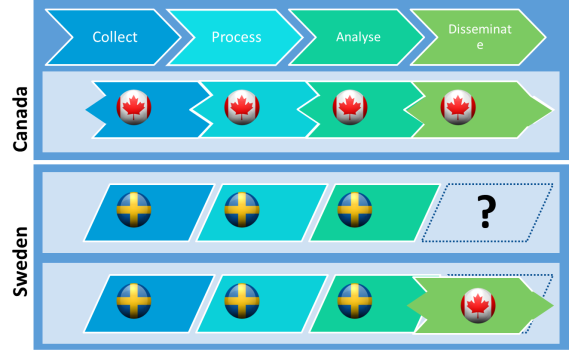 Collect
Process
Analyse
Disseminat
e
Canada
Sweden
?